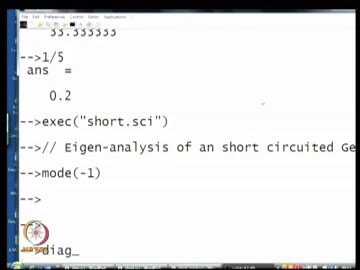 File Edit Preferences Control Editor Applications ?
33.333333
-->1/5
ans =
0.2
-->exec("short.sci")
-->// Eigen-analysis of an short circuited Ge
-->mode(-1)
-->
-->diag_